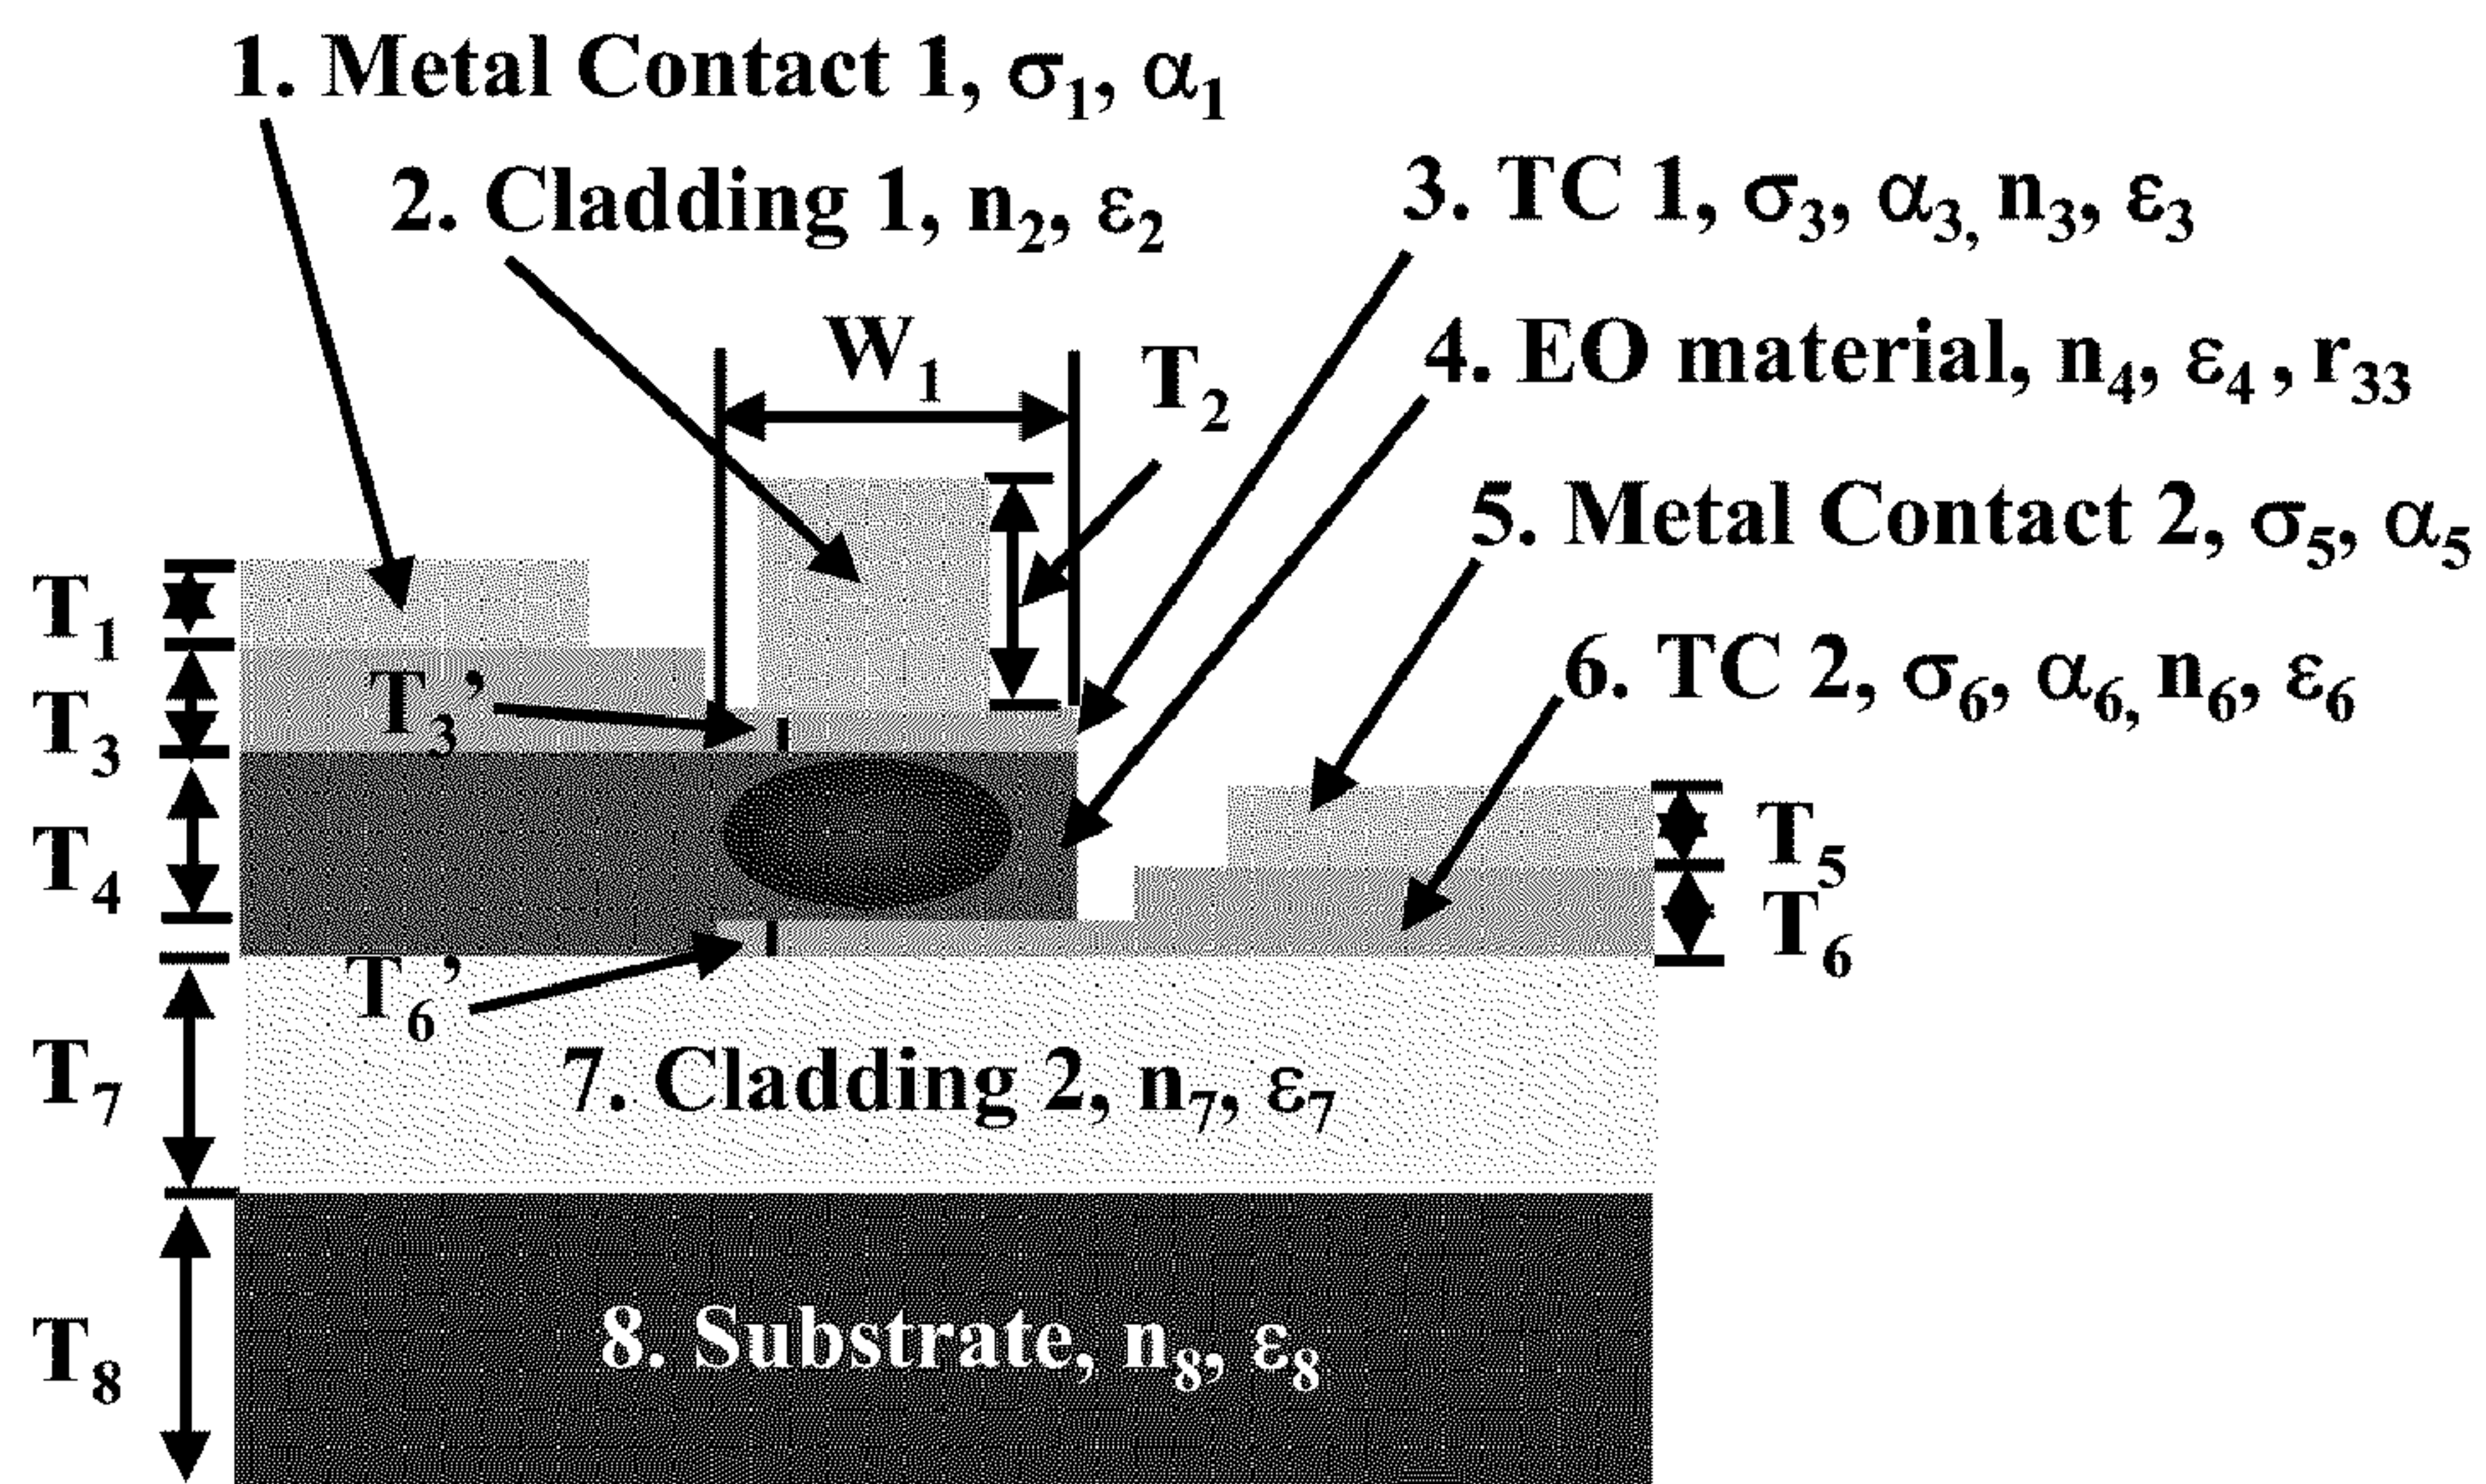 1. Metal Contact 1, σ₁, α₁
2. Cladding 1, n₂, ε₂
3. TC 1, σ₃, α₃, n₃, ε₃
W₁
T₂
4. EO material, n₄, ε₄ , r₃₃
5. Metal Contact 2, σ₅, α₅
T₁
6. TC 2, σ₆, α₆, n₆, ε₆
T₃’
T₃
T₄
T₅
T₆
T₆’
T₇
7. Cladding 2, n₇, ε₇
T₈
8. Substrate, n₈, ε₈